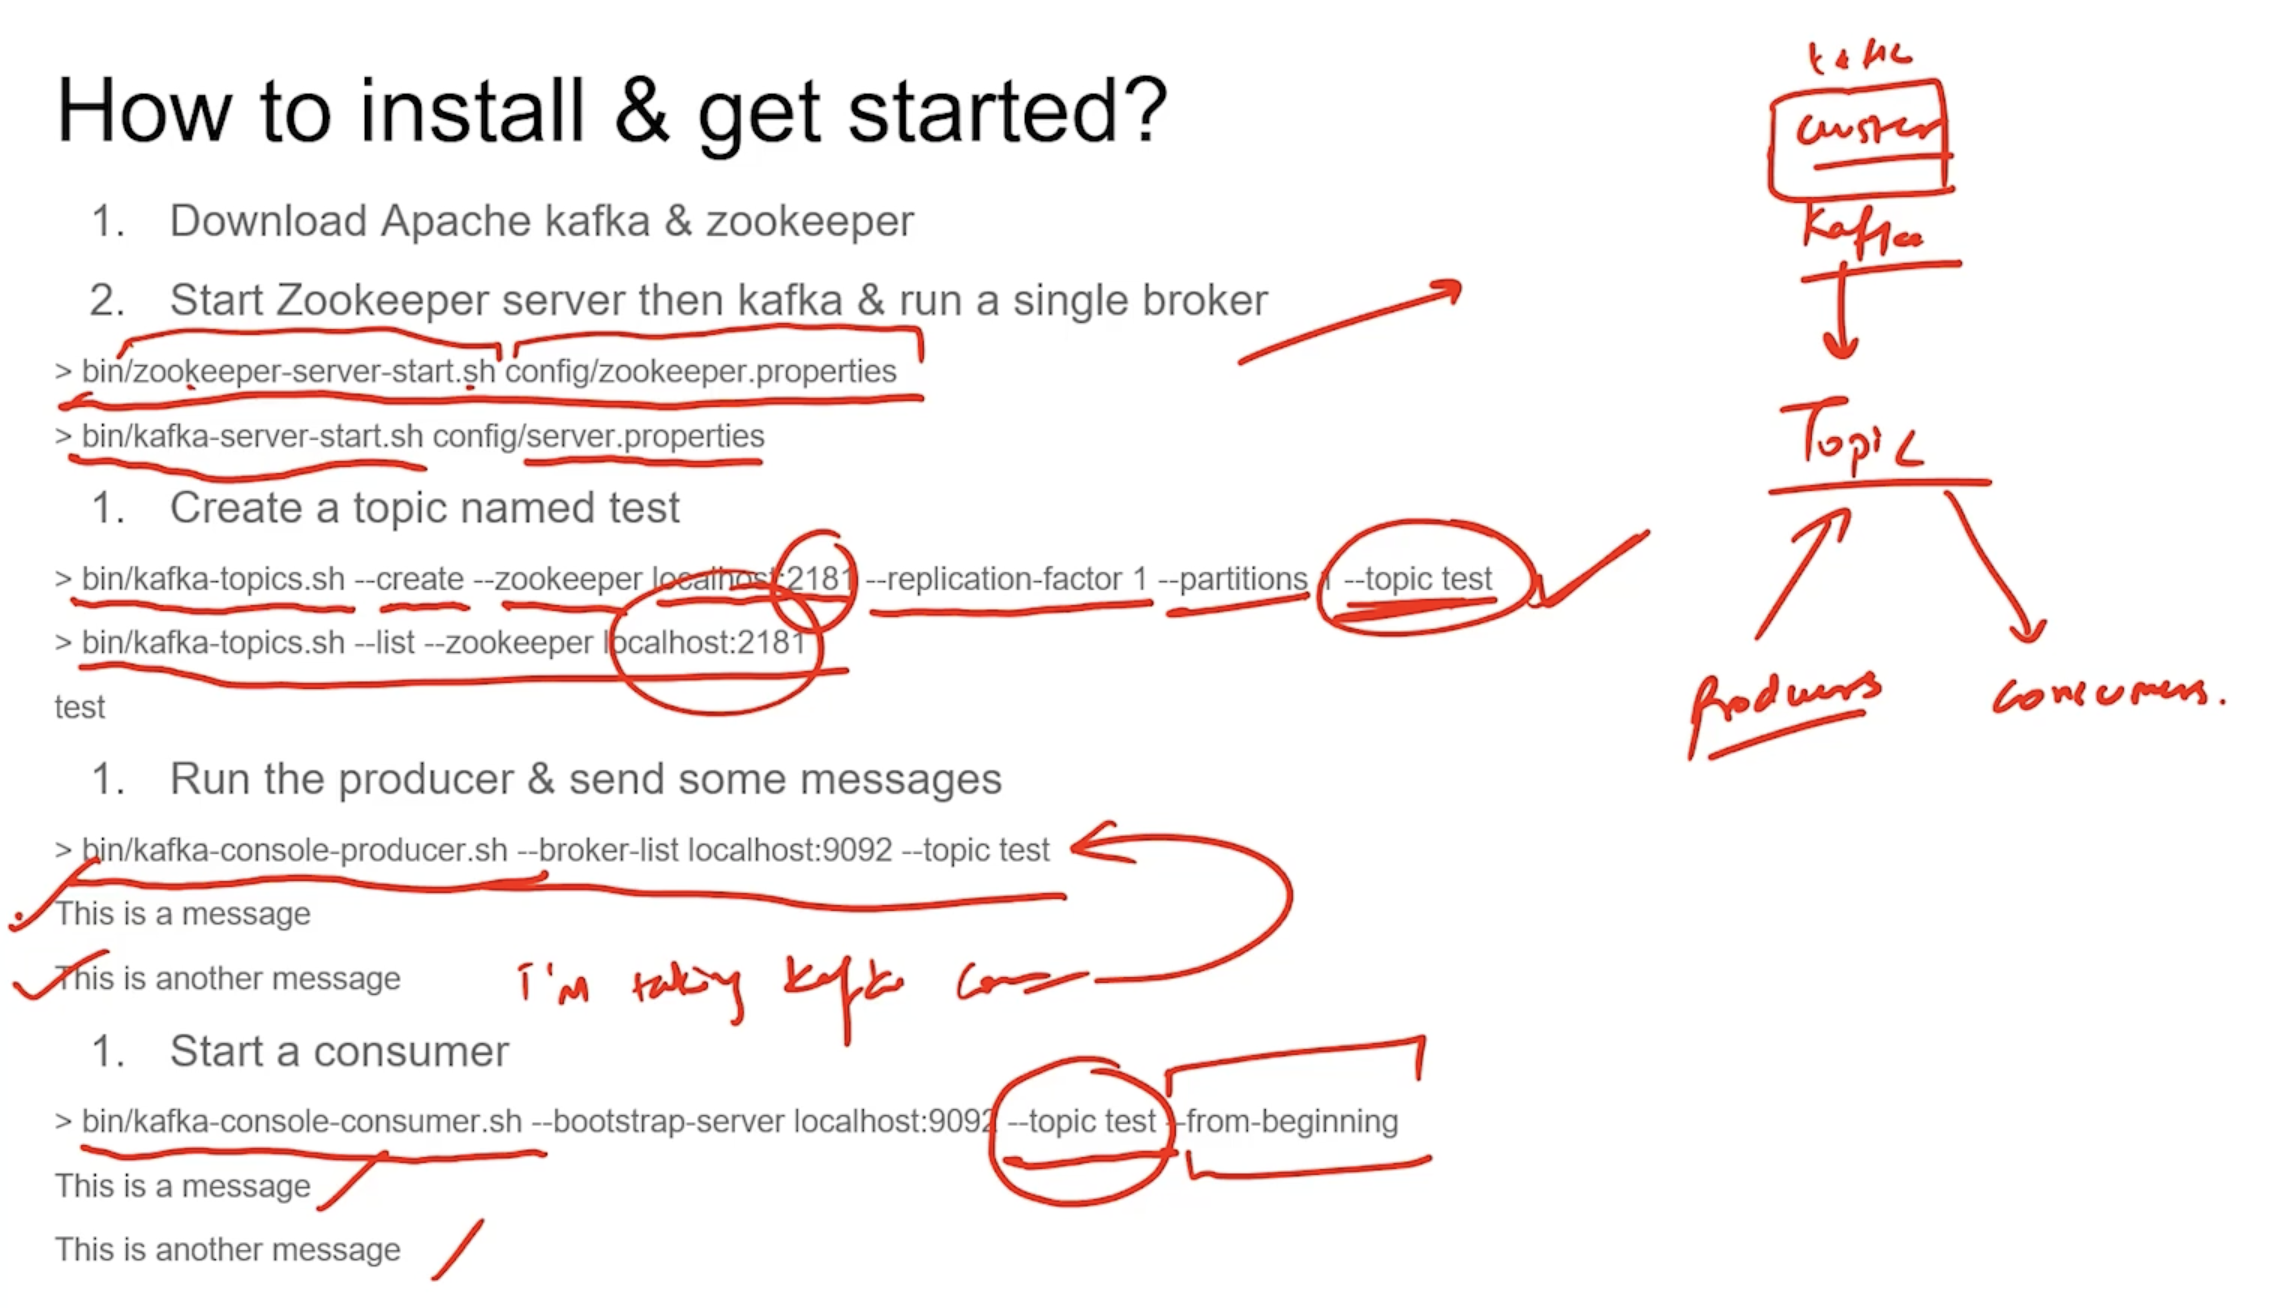 How to install & get started?
1. Download Apache kafka & zookeeper
2. Start Zookeeper server then kafka & run a single broker
> bin/zookeeper-server-start.sh config/zookeeper.properties
> bin/kafka-server-start.sh config/server.properties
1. Create a topic named test
> bin/kafka-topics.sh --create --zookeeper localhost:2181 --replication-factor 1 --partitions 1 --topic test
> bin/kafka-topics.sh --list --zookeeper localhost:2181
test
1. Run the producer & send some messages
> bin/kafka-console-producer.sh --broker-list localhost:9092 --topic test
This is a message
This is another message
I'm taking kafka
1. Start a consumer
> bin/kafka-console-consumer.sh --bootstrap-server localhost:9092 --topic test --from-beginning
This is a message
This is another message
cluster
Kafka
Topic
Producers
consumers.